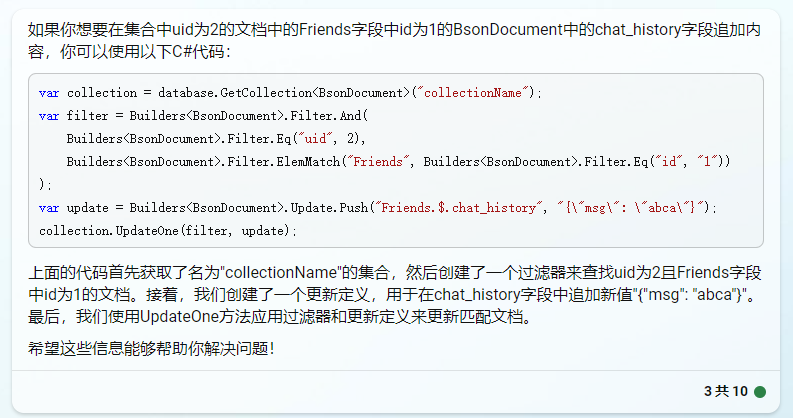 如果你想要在集合中uid为2的文档中的Friends字段中id为1的BsonDocument中的chat_history字段追加内
容，你可以使用以下C#代码：
var collection = database.GetCollection<BsonDocument>("collectionName");
var filter = Builders<BsonDocument>.Filter.And(
    Builders<BsonDocument>.Filter.Eq("uid", 2),
    Builders<BsonDocument>.Filter.ElemMatch("Friends", Builders<BsonDocument>.Filter.Eq("id", "1"))
);
var update = Builders<BsonDocument>.Update.Push("Friends.$.chat_history", "{\"msg\": \"abca\"}");
collection.UpdateOne(filter, update);
上面的代码首先获取了名为"collectionName"的集合，然后创建了一个过滤器来查找uid为2且Friends字段
中id为1的文档。接着，我们创建了一个更新定义，用于在chat_history字段中追加新值"{"msg": "abca"}"。
最后，我们使用UpdateOne方法应用过滤器和更新定义来更新匹配文档。
希望这些信息能够帮助你解决问题！
3 共 10